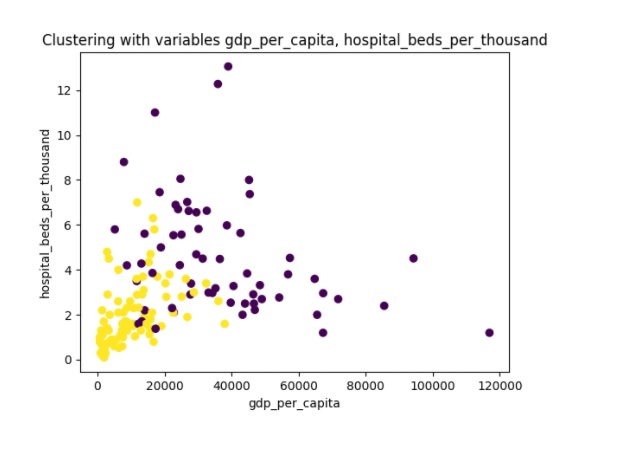 Clustering with variables gdp_per_capita, hospital_beds_per_thousand
hospital_beds_per_thousand
12
10
8
6
4
2
0
0 20000 40000 60000 80000 100000 120000
gdp_per_capita